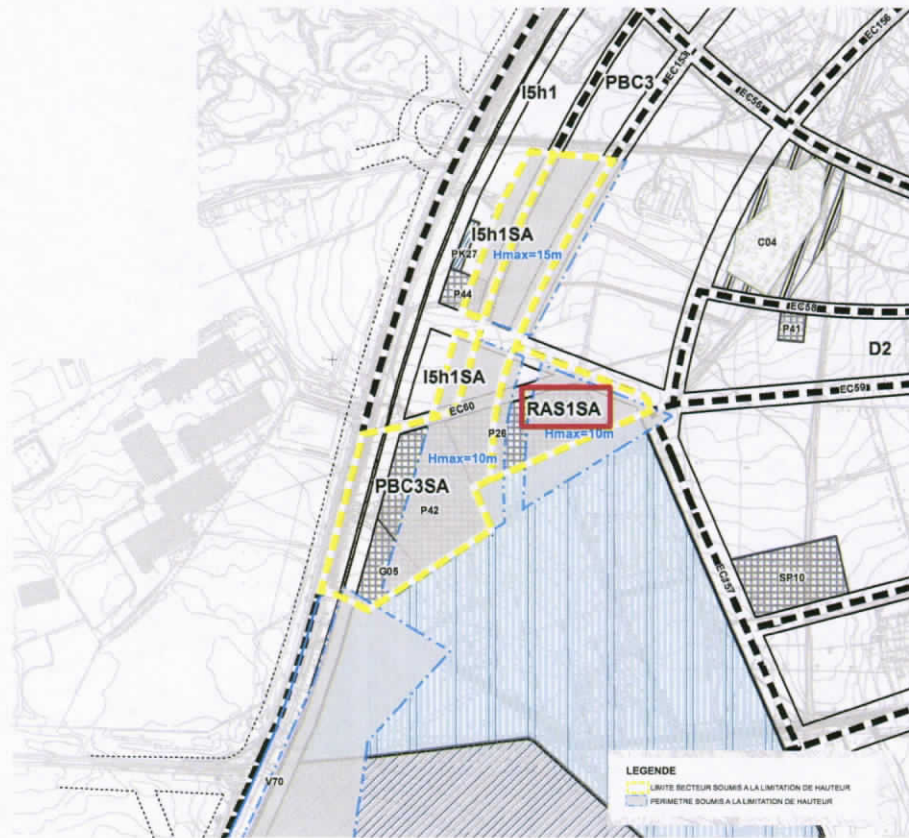 EC156
I5h1
PBC3
EC153
EC56
C04
I5h1SA
PK27
Hmax=15m
P44
EC58
P41
D2
I5h1SA
EC59
EC60
RAS1SA
P26
Hmax=10m
Hmax=10m
PBC3SA
P42
G05
EC257
SP10
V70
LEGENDE
LIMITE SECTEUR SOUMIS A LA LIMITATION DE HAUTEUR
PERIMETRE SOUMIS A LA LIMITATION DE HAUTEUR